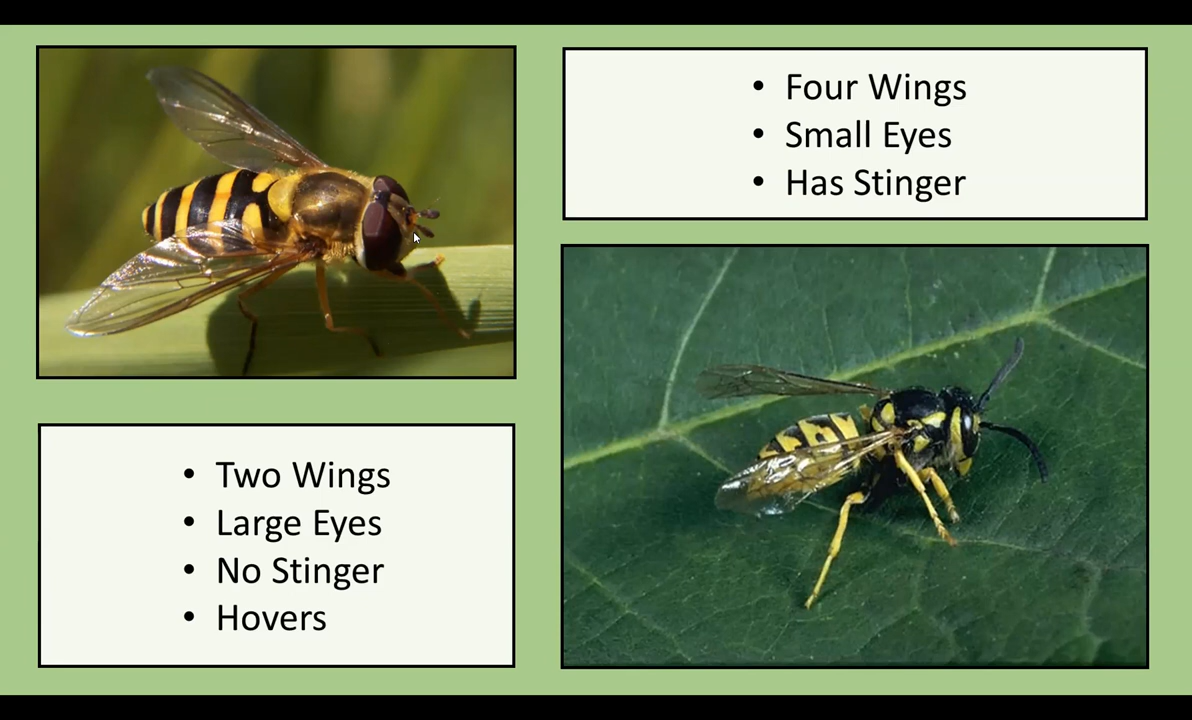 • Four Wings
• Small Eyes
• Has Stinger
• Two Wings
• Large Eyes
• No Stinger
• Hovers